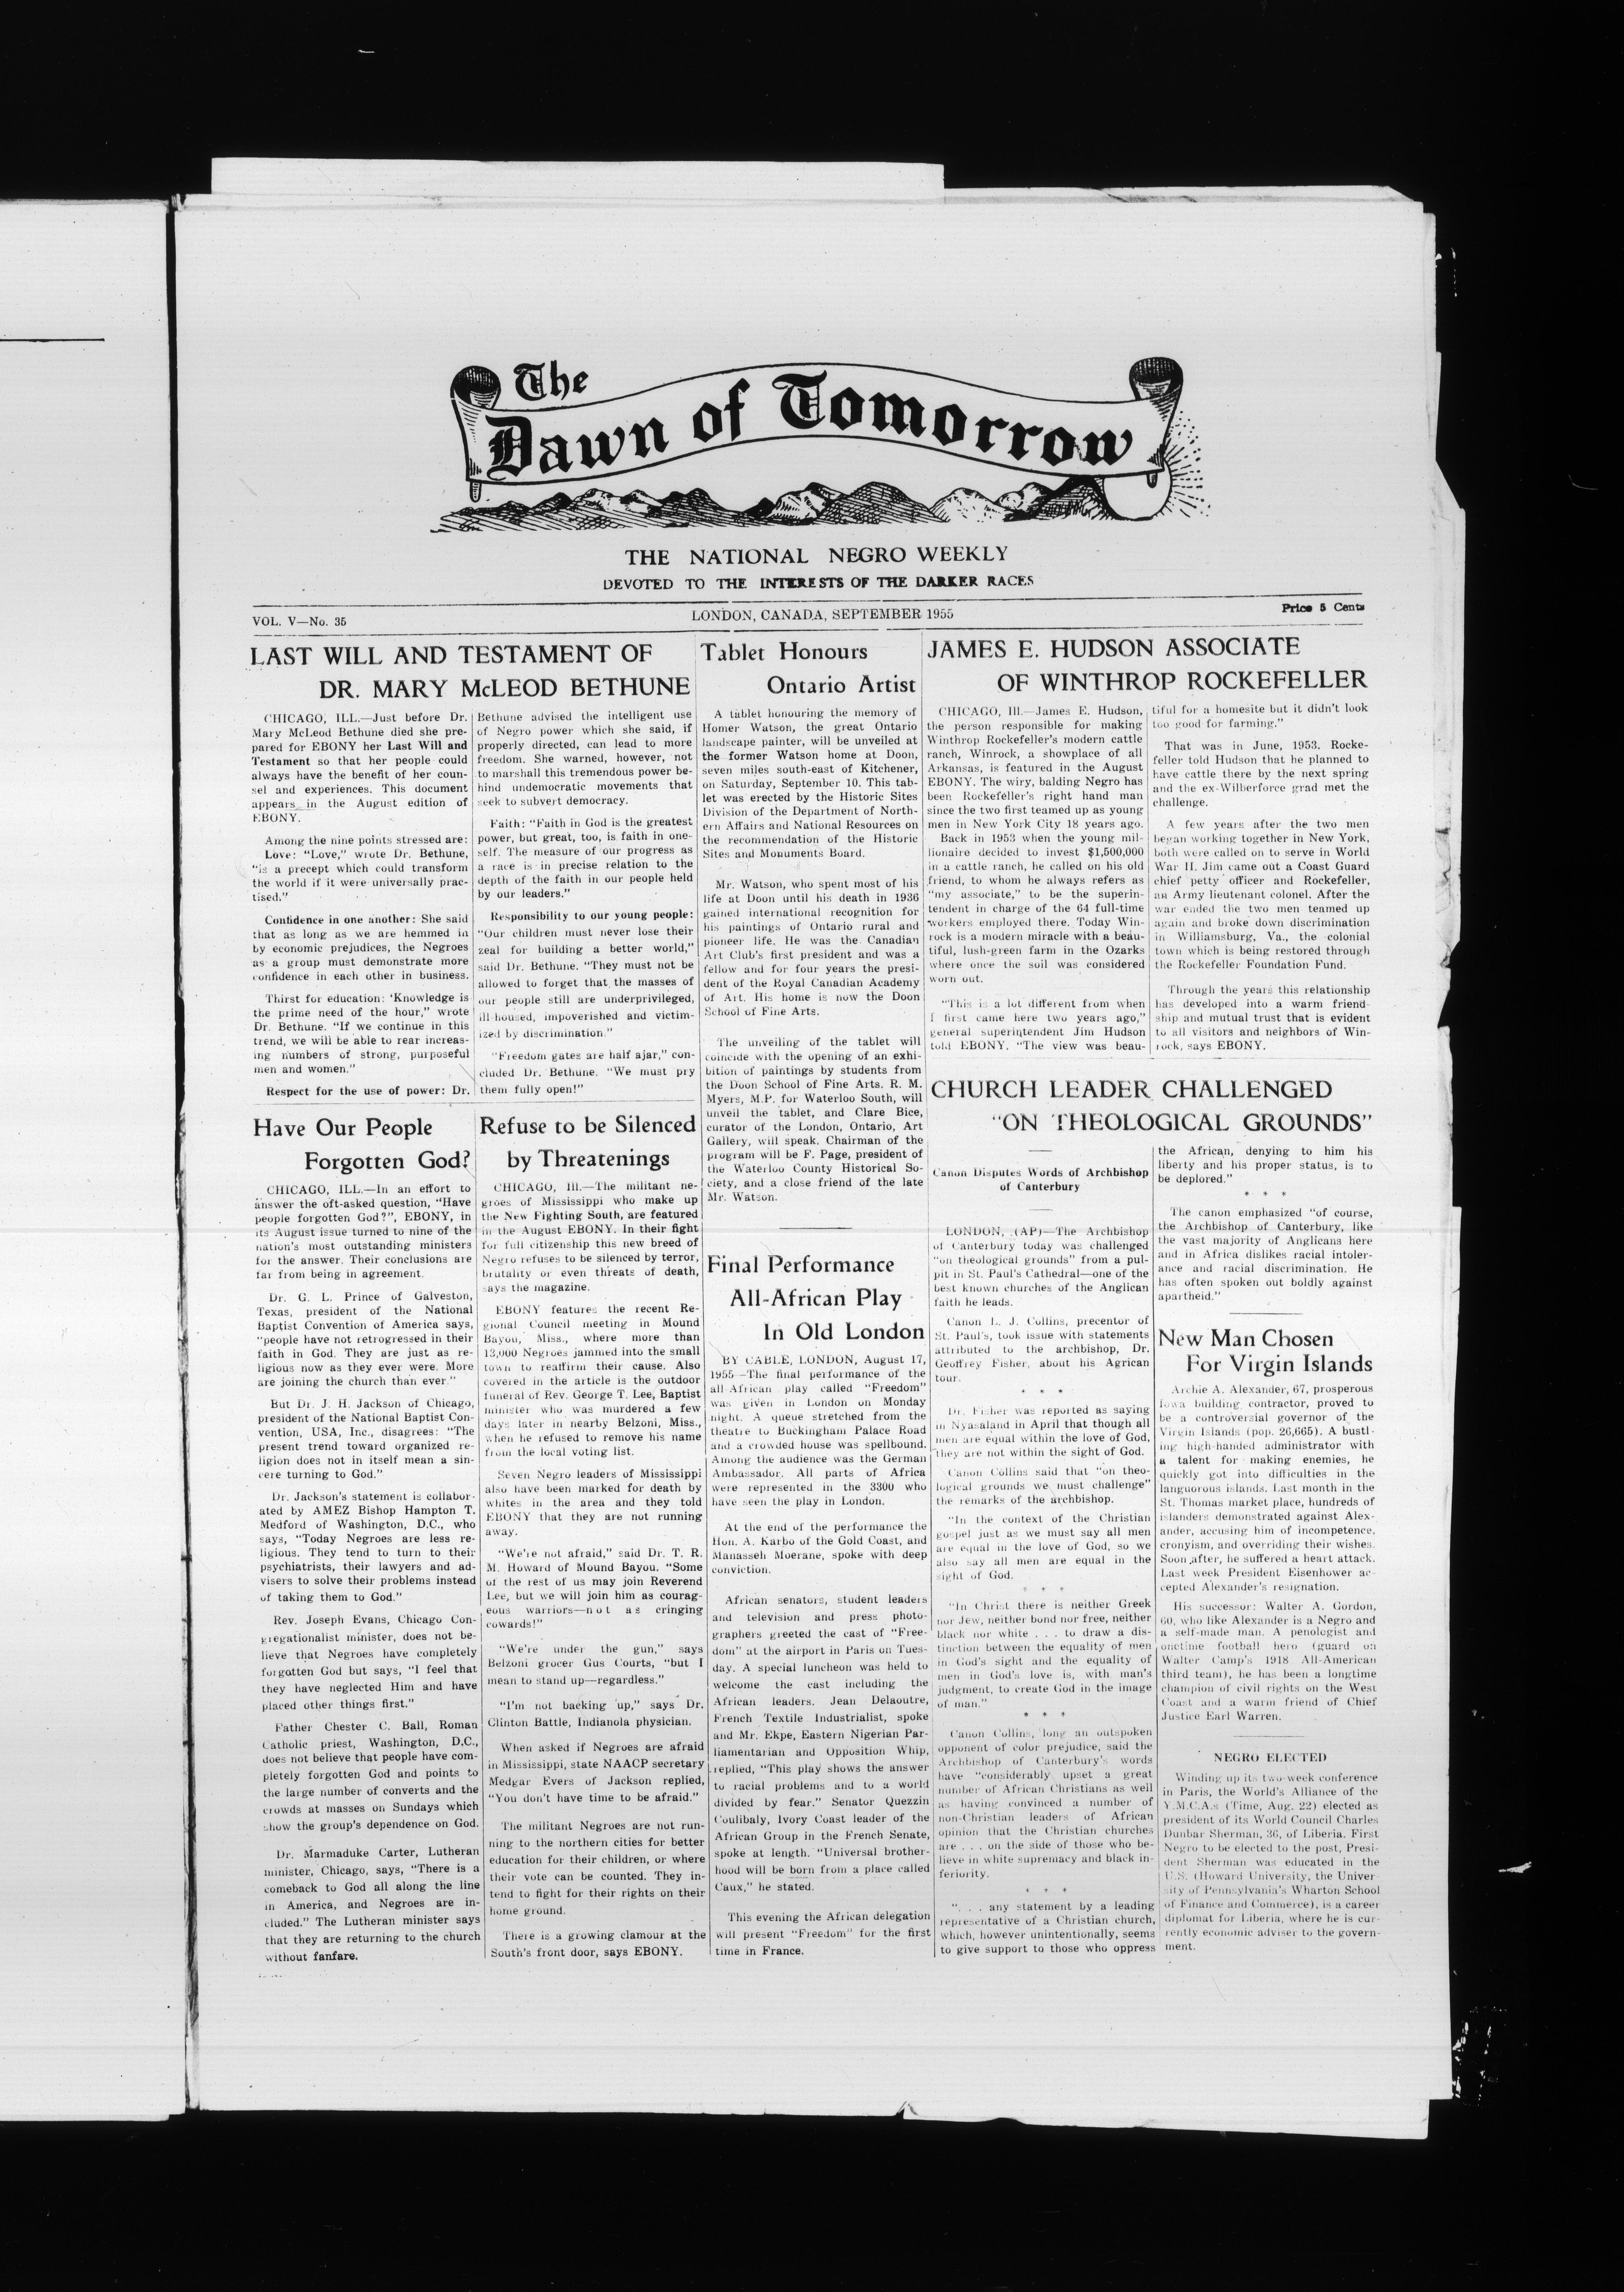 The
Dawn of Tomorrow
THE NATIONAL NEGRO WEEKLY
DEVOTED TO THE INTERESTS OF THE DARKER RACES
VOL. V—No. 35
LONDON, CANADA, SEPTEMBER 1955
Price 5 Cents
LAST WILL AND TESTAMENT OF
DR. MARY McLEOD BETHUNE
CHICAGO, ILL.—Just before Dr.
Mary McLeod Bethune died she pre-
pared for EBONY her Last Will and
Testament so that her people could
always have the benefit of her coun-
sel and experiences. This document
appears in the August edition of
EBONY.
Among the nine points stressed are:
Love: "Love," wrote Dr. Bethune,
"is a precept which could transform
the world if it were universally prac-
tised."
Confidence in one another: She said
that as long as we are hemmed in
by economic prejudices, the Negroes
as a group must demonstrate more
confidence in each other in business.
Thirst for education: 'Knowledge is
the prime need of the hour," wrote
Dr. Bethune. "If we continue in this
trend, we will be able to rear increas-
ing numbers of strong, purposeful
men and women."
Respect for the use of power: Dr.
Bethune advised the intelligent use
of Negro power which she said, if
properly directed, can lead to more
freedom. She warned, however, not
to marshall this tremendous power be-
hind undemocratic movements that
seek to subvert democracy.
Faith: "Faith in God is the greatest
power, but great, too, is faith in one-
self. The measure of our progress as
a race is in precise relation to the
depth of the faith in our people held
by our leaders."
Responsibility to our young people:
"Our children must never lose their
zeal for building a better world,"
said Dr. Bethune. "They must not be
allowed to forget that the masses of
our people still are underprivileged,
ill-housed, impoverished and victim-
ized by discrimination."
"Freedom gates are half ajar," con-
cluded Dr. Bethune. "We must pry
them fully open!"
Have Our People
Forgotten God?
CHICAGO, ILL.—In an effort to
answer the oft-asked question, "Have
people forgotten God?", EBONY, in
its August issue turned to nine of the
nation's most outstanding ministers
for the answer. Their conclusions are
far from being in agreement.
Dr. G. L. Prince of Galveston,
Texas, president of the National
Baptist Convention of America says,
"people have not retrogressed in their
faith in God. They are just as re-
ligious now as they ever were. More
are joining the church than ever."
But Dr. J. H. Jackson of Chicago,
president of the National Baptist Con-
vention, USA, Inc., disagrees: "The
present trend toward organized re-
ligion does not in itself mean a sin-
cere turning to God."
Dr. Jackson's statement is collabor-
ated by AMEZ Bishop Hampton T.
Medford of Washington, D.C., who
says, "Today Negroes are less re-
ligious. They tend to turn to their
psychiatrists, their lawyers and ad-
visers to solve their problems instead
of taking them to God."
Rev. Joseph Evans, Chicago Con-
gregationalist minister, does not be-
lieve that Negroes have completely
forgotten God but says, "I feel that
they have neglected Him and have
placed other things first."
Father Chester C. Ball, Roman
Catholic priest, Washington, D.C.,
does not believe that people have com-
pletely forgotten God and points to
the large number of converts and the
crowds at masses on Sundays which
show the group's dependence on God.
Dr. Marmaduke Carter, Lutheran
minister, Chicago, says, "There is a
comeback to God all along the line
in America, and Negroes are in-
cluded." The Lutheran minister says
that they are returning to the church
without fanfare.
Refuse to be Silenced
by Threatenings
CHICAGO, Ill.—The militant ne-
groes of Mississippi who make up
the New Fighting South, are featured
in the August EBONY. In their fight
for full citizenship this new breed of
Negro refuses to be silenced by terror,
brutality or even threats of death,
says the magazine.
EBONY features the recent Re-
gional Council meeting in Mound
Bayou, Miss., where more than
13,000 Negroes jammed into the small
town to reaffirm their cause. Also
covered in the article is the outdoor
funeral of Rev. George T. Lee, Baptist
minister who was murdered a few
days later in nearby Belzoni, Miss.,
when he refused to remove his name
from the local voting list.
Seven Negro leaders of Mississippi
also have been marked for death by
whites in the area and they told
EBONY that they are not running
away.
"We're not afraid," said Dr. T. R.
M. Howard of Mound Bayou. "Some
of the rest of us may join Reverend
Lee, but we will join him as courag-
eous warriors—not as cringing
cowards!"
"We're under the gun," says
Belzoni grocer Gus Courts, "but I
mean to stand up—regardless."
"I'm not backing up," says Dr.
Clinton Battle, Indianola physician.
When asked if Negroes are afraid
in Mississippi, state NAACP secretary
Medgar Evers of Jackson replied,
"You don't have time to be afraid."
The militant Negroes are not run-
ning to the northern cities for better
education for their children, or where
their vote can be counted. They in-
tend to fight for their rights on their
home ground.
There is a growing clamour at the
South's front door, says EBONY.
Tablet Honours
Ontario Artist
A tablet honouring the memory of
Homer Watson, the great Ontario
landscape painter, will be unveiled at
the former Watson home at Doon,
seven miles south-east of Kitchener,
on Saturday, September 10. This tab-
let was erected by the Historic Sites
Division of the Department of North-
ern Affairs and National Resources on
the recommendation of the Historic
Sites and Monuments Board.
Mr. Watson, who spent most of his
life at Doon until his death in 1936
gained international recognition for
his paintings of Ontario rural and
pioneer life. He was the Canadian
Art Club's first president and was a
fellow and for four years the presi-
dent of the Royal Canadian Academy
of Art. His home is now the Doon
School of Fine Arts.
The unveiling of the tablet will
coincide with the opening of an exhi-
bition of paintings by students from
the Doon School of Fine Arts. R. M.
Myers, M.P. for Waterloo South, will
unveil the tablet, and Clare Bice,
curator of the London, Ontario, Art
Gallery, will speak. Chairman of the
program will be F. Page, president of
the Waterloo County Historical So-
ciety, and a close friend of the late
Mr. Watson.
Final Performance
All-African Play
In Old London
BY CABLE, LONDON, August 17,
1955—The final performance of the
all-African play called "Freedom"
was given in London on Monday
night. A queue stretched from the
theatre to Buckingham Palace Road
and a crowded house was spellbound.
Among the audience was the German
Ambassador. All parts of Africa
were represented in the 3300 who
have seen the play in London.
At the end of the performance the
Hon. A. Karbo of the Gold Coast, and
Manasseh Moerane, spoke with deep
conviction.
African senators, student leaders
and television and press photo-
graphers greeted the cast of "Free-
dom" at the airport in Paris on Tues-
day. A special luncheon was held to
welcome the cast including the
African leaders. Jean Delaoutre,
French Textile Industrialist, spoke
and Mr. Ekpe, Eastern Nigerian Par-
liamentarian and Opposition Whip,
replied, "This play shows the answer
to racial problems and to a world
divided by fear." Senator Quezzin
Coulibaly, Ivory Coast leader of the
African Group in the French Senate,
spoke at length. "Universal brother-
hood will be born from a place called
Caux," he stated.
This evening the African delegation
will present "Freedom" for the first
time in France.
JAMES E. HUDSON ASSOCIATE
OF WINTHROP ROCKEFELLER
CHICAGO, Ill.—James E. Hudson,
the person responsible for making
Winthrop Rockefeller's modern cattle
ranch, Winrock, a showplace of all
Arkansas, is featured in the August
EBONY. The wiry, balding Negro has
been Rockefeller's right hand man
since the two first teamed up as young
men in New York City 18 years ago.
Back in 1953 when the young mil-
lionaire decided to invest $1,500,000
in a cattle ranch, he called on his old
friend, to whom he always refers as
"my associate," to be the superin-
tendent in charge of the 64 full-time
workers employed there. Today Win-
rock is a modern miracle with a beau-
tiful, lush-green farm in the Ozarks
where once the soil was considered
worn out.
"This is a lot different from when
I first came here two years ago,"
general superintendent Jim Hudson
told EBONY. "The view was beau-
tiful for a homesite but it didn't look
too good for farming."
That was in June, 1953. Rocke-
feller told Hudson that he planned to
have cattle there by the next spring
and the ex-Wilberforce grad met the
challenge.
A few years after the two men
began working together in New York,
both were called on to serve in World
War II. Jim came out a Coast Guard
chief petty officer and Rockefeller,
an Army lieutenant colonel. After the
war ended the two men teamed up
again and broke down discrimination
in Williamsburg, Va., the colonial
town which is being restored through
the Rockefeller Foundation Fund.
Through the years this relationship
has developed into a warm friend-
ship and mutual trust that is evident
to all visitors and neighbors of Win-
rock, says EBONY.
CHURCH LEADER CHALLENGED
"ON THEOLOGICAL GROUNDS"
Canon Disputes Words of Archbishop
of Canterbury
LONDON, (AP)—The Archbishop
of Canterbury today was challenged
"on theological grounds" from a pul-
pit in St. Paul's Cathedral—one of the
best known churches of the Anglican
faith he leads.
Canon L. J. Collins, precentor of
St. Paul's, took issue with statements
attributed to the archbishop, Dr.
Geoffrey Fisher, about his Agrican
tour.
* * *
Dr. Fisher was reported as saying
in Nyasaland in April that though all
men are equal within the love of God,
they are not within the sight of God.
Canon Collins said that "on theo-
logical grounds we must challenge"
the remarks of the archbishop.
"In the context of the Christian
gospel just as we must say all men
are equal in the love of God, so we
also say all men are equal in the
sight of God.
* * *
"In Christ there is neither Greek
nor Jew, neither bond nor free, neither
black nor white . . . to draw a dis-
tinction between the equality of men
in God's sight and the equality of
men in God's love is, with man's
judgment, to create God in the image
of man."
* * *
Canon Collins, long an outspoken
opponent of color prejudice, said the
Archbishop of Canterbury's words
have "considerably upset a great
number of African Christians as well
as having convinced a number of
non-Christian leaders of African
opinion that the Christian churches
are . . . on the side of those who be-
lieve in white supremacy and black in-
feriority.
* * *
". . . any statement by a leading
representative of a Christian church,
which, however unintentionally, seems
to give support to those who oppress
the African, denying to him his
liberty and his proper status, is to
be deplored."
* * *
The canon emphasized "of course,
the Archbishop of Canterbury, like
the vast majority of Anglicans here
and in Africa dislikes racial intoler-
ance and racial discrimination. He
has often spoken out boldly against
apartheid."
New Man Chosen
For Virgin Islands
Archie A. Alexander, 67, prosperous
Iowa building contractor, proved to
be a controversial governor of the
Virgin Islands (pop. 26,665). A bustl-
ing high-handed administrator with
a talent for making enemies, he
quickly got into difficulties in the
languorous islands. Last month in the
St. Thomas market place, hundreds of
islanders demonstrated against Alex-
ander, accusing him of incompetence,
cronyism, and overriding their wishes.
Soon after, he suffered a heart attack.
Last week President Eisenhower ac-
cepted Alexander's resignation.
His successor: Walter A. Gordon,
60, who like Alexander is a Negro and
a self-made man. A penologist and
onetime football hero (guard on
Walter Camp's 1918 All-American
third team), he has been a longtime
champion of civil rights on the West
Coast and a warm friend of Chief
Justice Earl Warren.
NEGRO ELECTED
Winding up its two-week conference
in Paris, the World's Alliance of the
Y.M.C.A.s (Time, Aug. 22) elected as
president of its World Council Charles
Dunbar Sherman, 36, of Liberia. First
Negro to be elected to the post, Presi-
dent Sherman was educated in the
U.S. (Howard University, the Univer-
sity of Pennsylvania's Wharton School
of Finance and Commerce), is a career
diplomat for Liberia, where he is cur-
rently economic adviser to the govern-
ment.